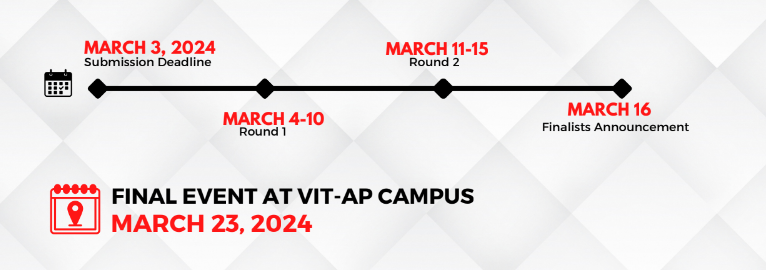 MARCH 3, 2024
Submission Deadline
MARCH 4-10
Round 1
MARCH 11-15
Round 2
MARCH 16
Finalists Announcement
FINAL EVENT AT VIT-AP CAMPUS
MARCH 23, 2024